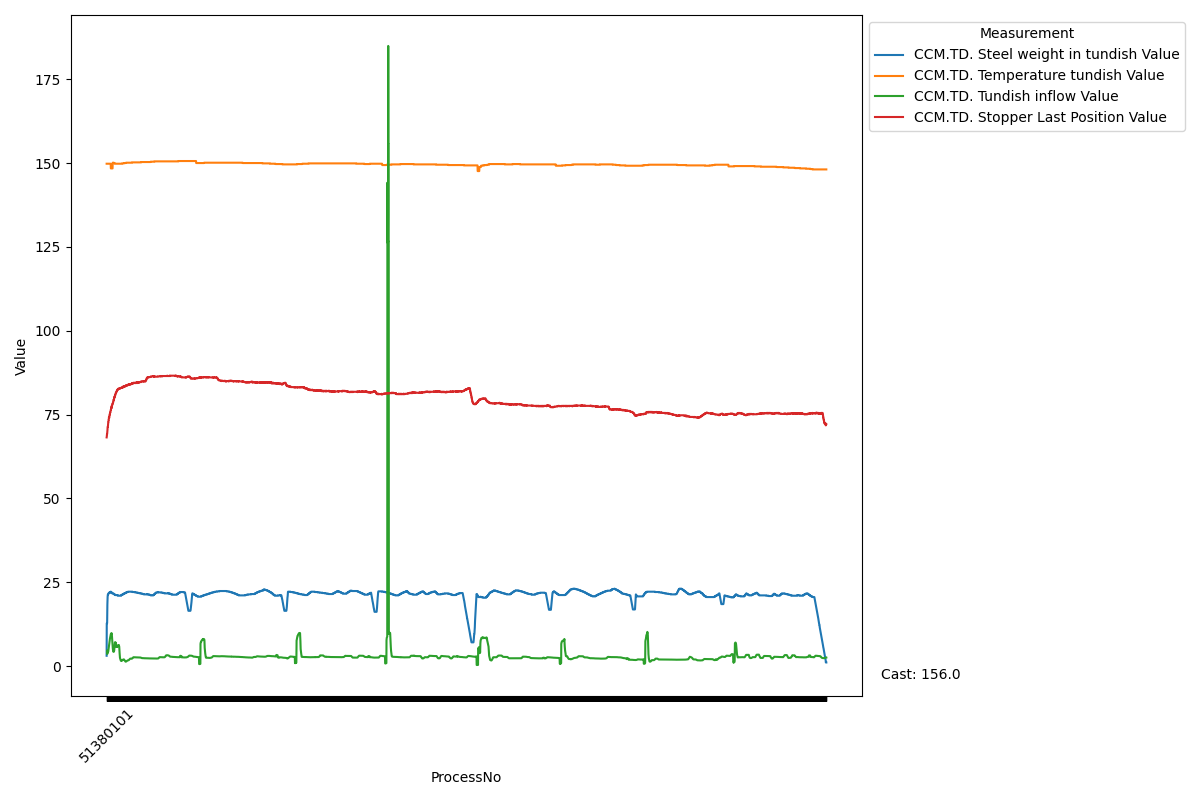 Measurement
CCM.TD. Steel weight in tundish Value
CCM.TD. Temperature tundish Value
CCM.TD. Tundish inflow Value
CCM.TD. Stopper Last Position Value
175
150
125
100
75
50
25
0
Value
51380101
ProcessNo
Cast: 156.0